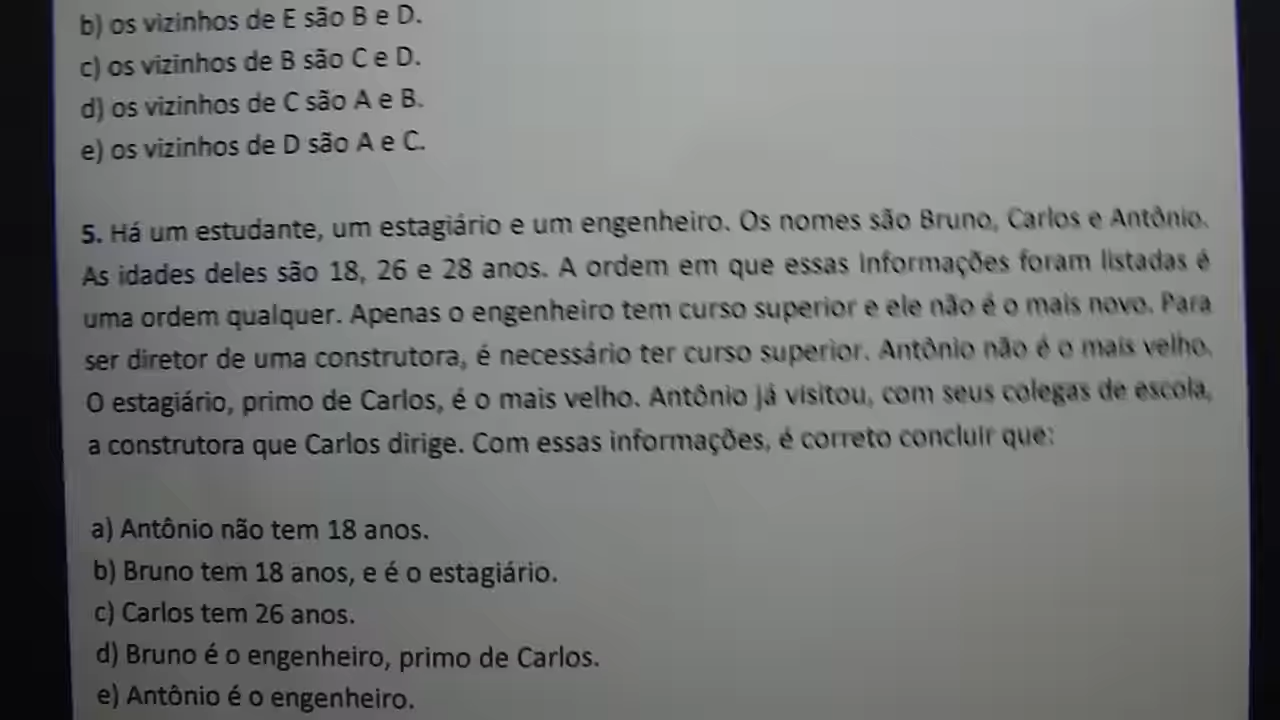 b) os vizinhos de E são B e D.
c) os vizinhos de B são C e D.
d) os vizinhos de C são A e B.
e) os vizinhos de D são A e C.
5. Há um estudante, um estagiário e um engenheiro. Os nomes são Bruno, Carlos e Antônio.
As idades deles são 18, 26 e 28 anos. A ordem em que essas informações foram listadas é
uma ordem qualquer. Apenas o engenheiro tem curso superior e ele não é o mais novo. Para
ser diretor de uma construtora, é necessário ter curso superior. Antônio não é o mais velho.
O estagiário, primo de Carlos, é o mais velho. Antônio já visitou, com seus colegas de escola,
a construtora que Carlos dirige. Com essas informações, é correto concluir que:
a) Antônio não tem 18 anos.
b) Bruno tem 18 anos, e é o estagiário.
c) Carlos tem 26 anos.
d) Bruno é o engenheiro, primo de Carlos.
e) Antônio é o engenheiro.